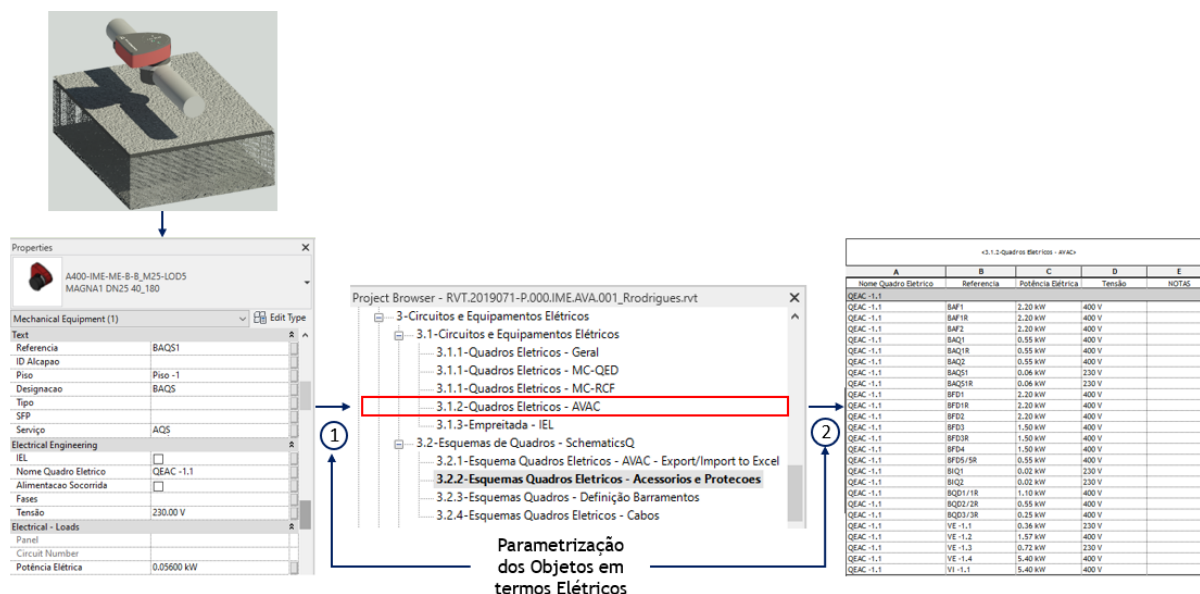 Properties
A400-IME-ME-B-B_M25-LOD5
MAGNA1 DN25 40_180
Mechanical Equipment (1)
Edit Type
Text
Referencia BAQS1
ID Alcapao
Piso Piso -1
Designacao BAQS
Tipo
SFP
Serviço AQS
Electrical Engineering
IEL
Nome Quadro Eletrico QEAC -1.1
Alimentacao Socorrida
Fases
Tensão 230.00 V
Electrical - Loads
Panel
Circuit Number
Potência Elétrica 0.05600 kW
1
Project Browser - RVT.2019071-P.000.IME.AVA.001_Rrodrigues.rvt
3-Circuitos e Equipamentos Elétricos
3.1-Circuitos e Equipamentos Elétricos
3.1.1-Quadros Eletricos - Geral
3.1.1-Quadros Eletricos - MC-QED
3.1.1-Quadros Eletricos - MC-RCF
3.1.2-Quadros Eletricos - AVAC
3.1.3-Empreitada - IEL
3.2-Esquemas de Quadros - SchematicsQ
3.2.1-Esquema Quadros Eletricos - AVAC - Export/Import to Excel
3.2.2-Esquemas Quadros Eletricos - Acessorios e Protecoes
3.2.3-Esquemas Quadros - Definição Barramentos
3.2.4-Esquemas Quadros Eletricos - Cabos
Parametrização
dos Objetos em
termos Elétricos
2
<3.1.2-Quadros Eletricos - AVAC>
A B C D E
Nome Quadro Eletrico Referencia Potência Elétrica Tensão NOTAS
QEAC -1.1
QEAC -1.1 BAF1 2.20 kW 400 V
QEAC -1.1 BAF1R 2.20 kW 400 V
QEAC -1.1 BAF2 2.20 kW 400 V
QEAC -1.1 BAQ1 0.55 kW 400 V
QEAC -1.1 BAQ1R 0.55 kW 400 V
QEAC -1.1 BAQ2 0.55 kW 400 V
QEAC -1.1 BAQS1 0.06 kW 230 V
QEAC -1.1 BAQS1R 0.06 kW 230 V
QEAC -1.1 BFD1 2.20 kW 400 V
QEAC -1.1 BFD1R 2.20 kW 400 V
QEAC -1.1 BFD2 2.20 kW 400 V
QEAC -1.1 BFD3 1.50 kW 400 V
QEAC -1.1 BFD3R 1.50 kW 400 V
QEAC -1.1 BFD4 1.50 kW 400 V
QEAC -1.1 BFD5/5R 0.55 kW 400 V
QEAC -1.1 BIQ1 0.02 kW 230 V
QEAC -1.1 BIQ2 0.02 kW 230 V
QEAC -1.1 BQD1/1R 1.10 kW 400 V
QEAC -1.1 BQD2/2R 0.55 kW 400 V
QEAC -1.1 BQD3/3R 0.25 kW 400 V
QEAC -1.1 VE -1.1 0.36 kW 230 V
QEAC -1.1 VE -1.2 1.57 kW 400 V
QEAC -1.1 VE -1.3 0.72 kW 230 V
QEAC -1.1 VE -1.4 5.40 kW 400 V
QEAC -1.1 VI -1.1 5.40 kW 400 V